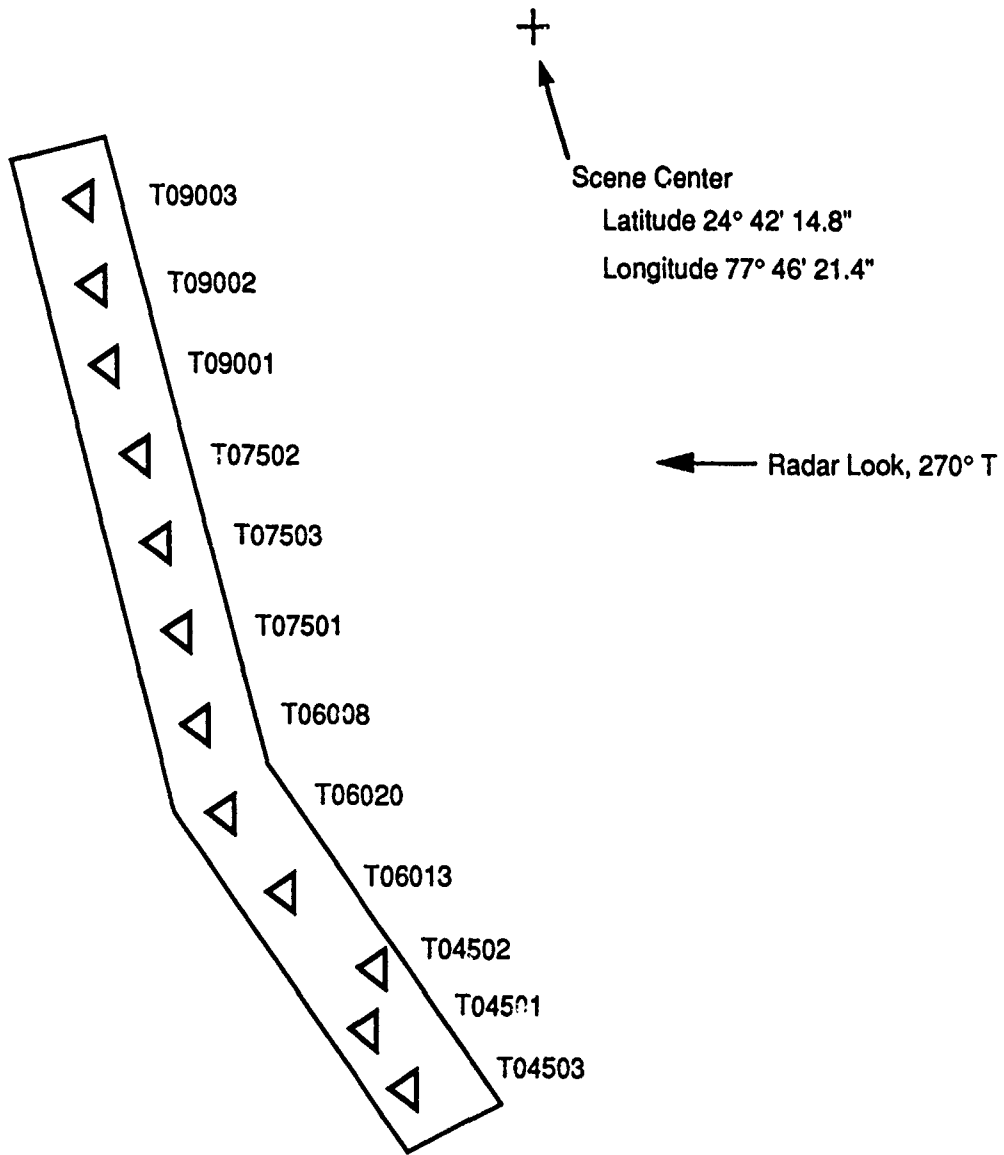 Scene Center
Latitude 24° 42' 14.8"
Longitude 77° 46' 21.4"
T09003
T09002
T09001
T07502
Radar Look, 270° T
T07503
T07501
T06008
T06020
T06013
T04502
T04501
T04503